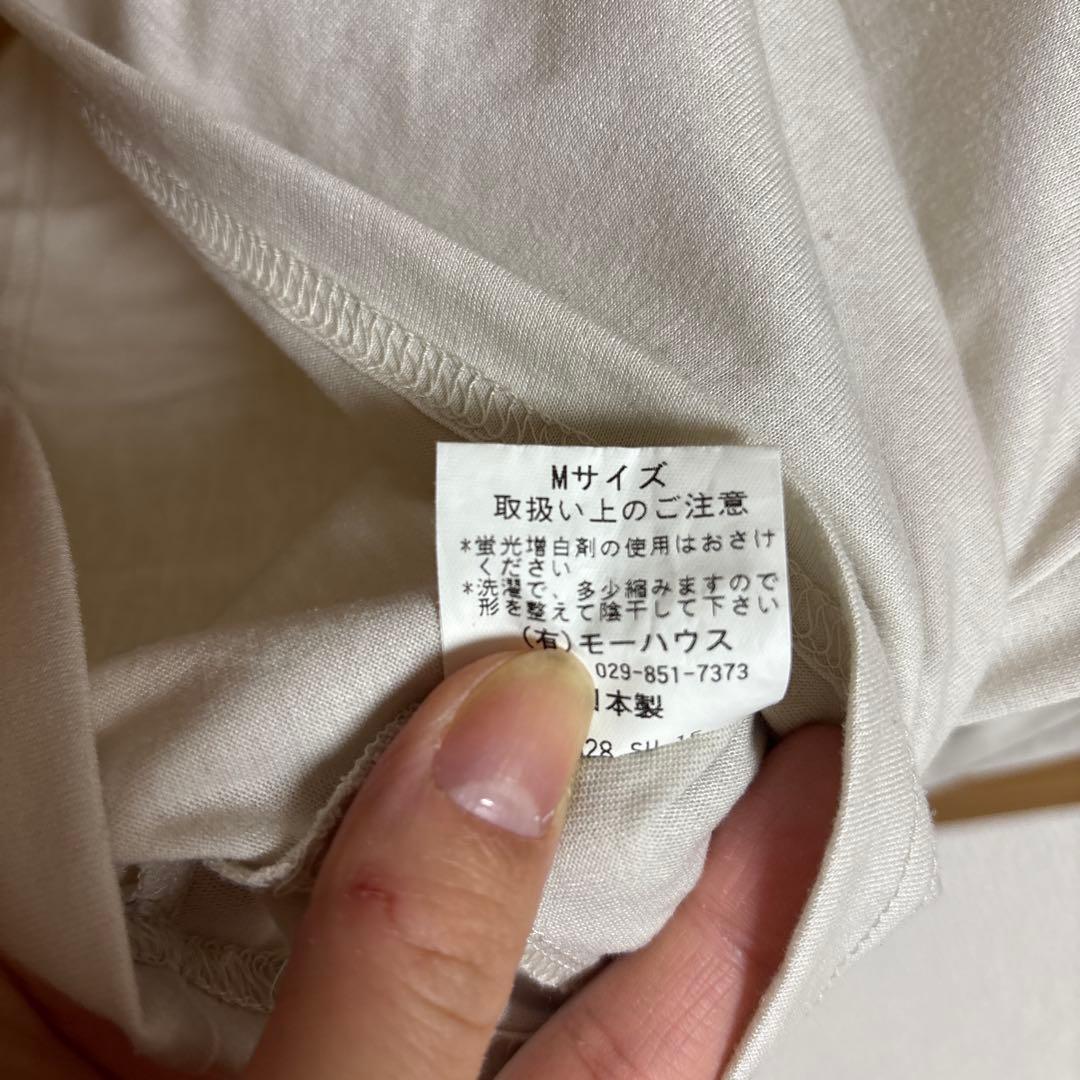 Mサイズ
取扱い上のご注意
*蛍光増白剤の使用はおさけ
ください
*洗濯で、多少縮みますので
形を整えて陰干して下さい
(有)モーハウス
029-851-7373
本製
28 SU